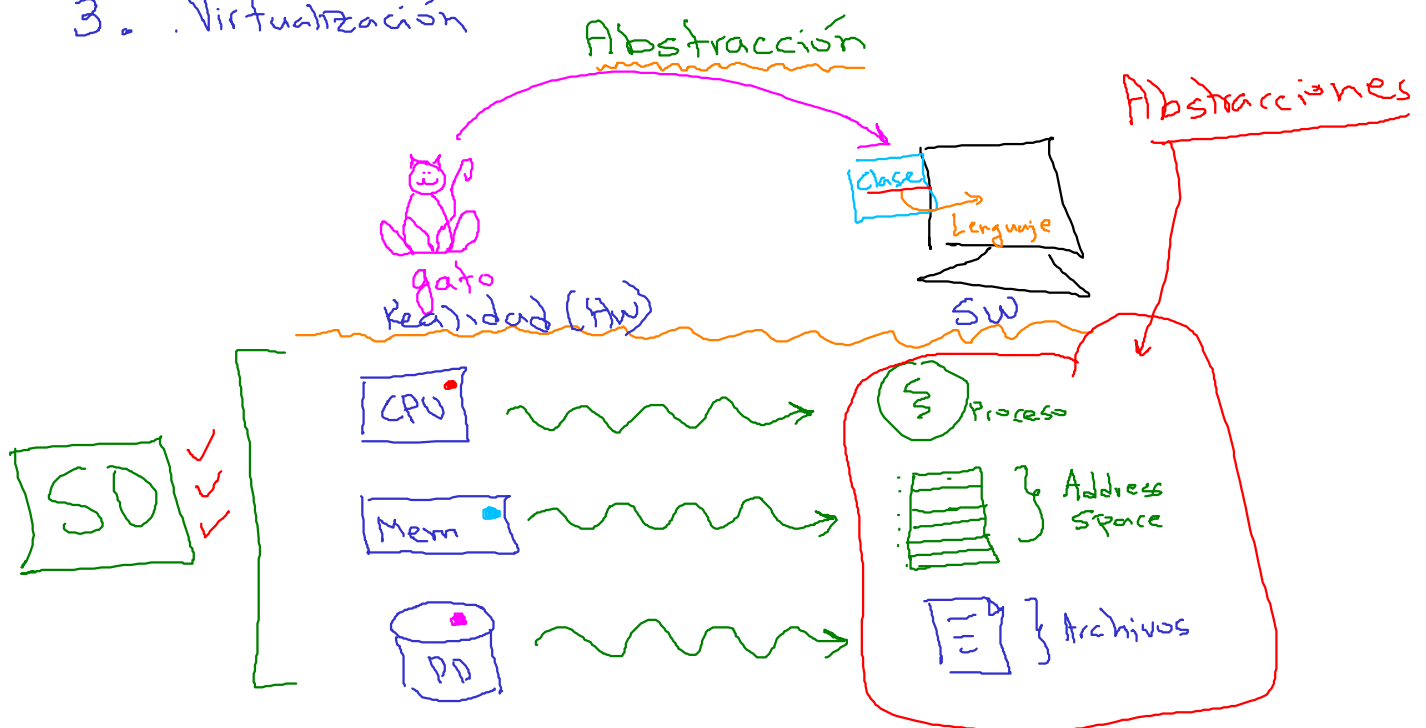 3. Virtualización
Abstracción
Abstracciones
Clase
Lenguaje
gato
Realidad (HW)
SW
CPU
Proceso
SO
Mem
Address
Space
DD
Archivos